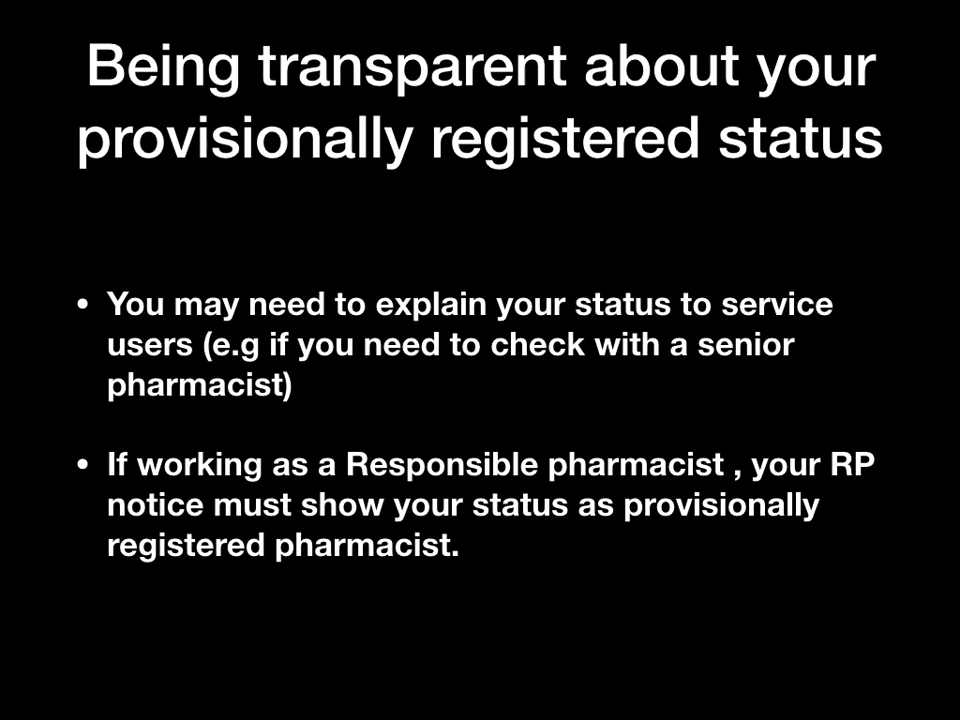 Being transparent about your
provisionally registered status
• You may need to explain your status to service
users (e.g if you need to check with a senior
pharmacist)
• If working as a Responsible pharmacist , your RP
notice must show your status as provisionally
registered pharmacist.